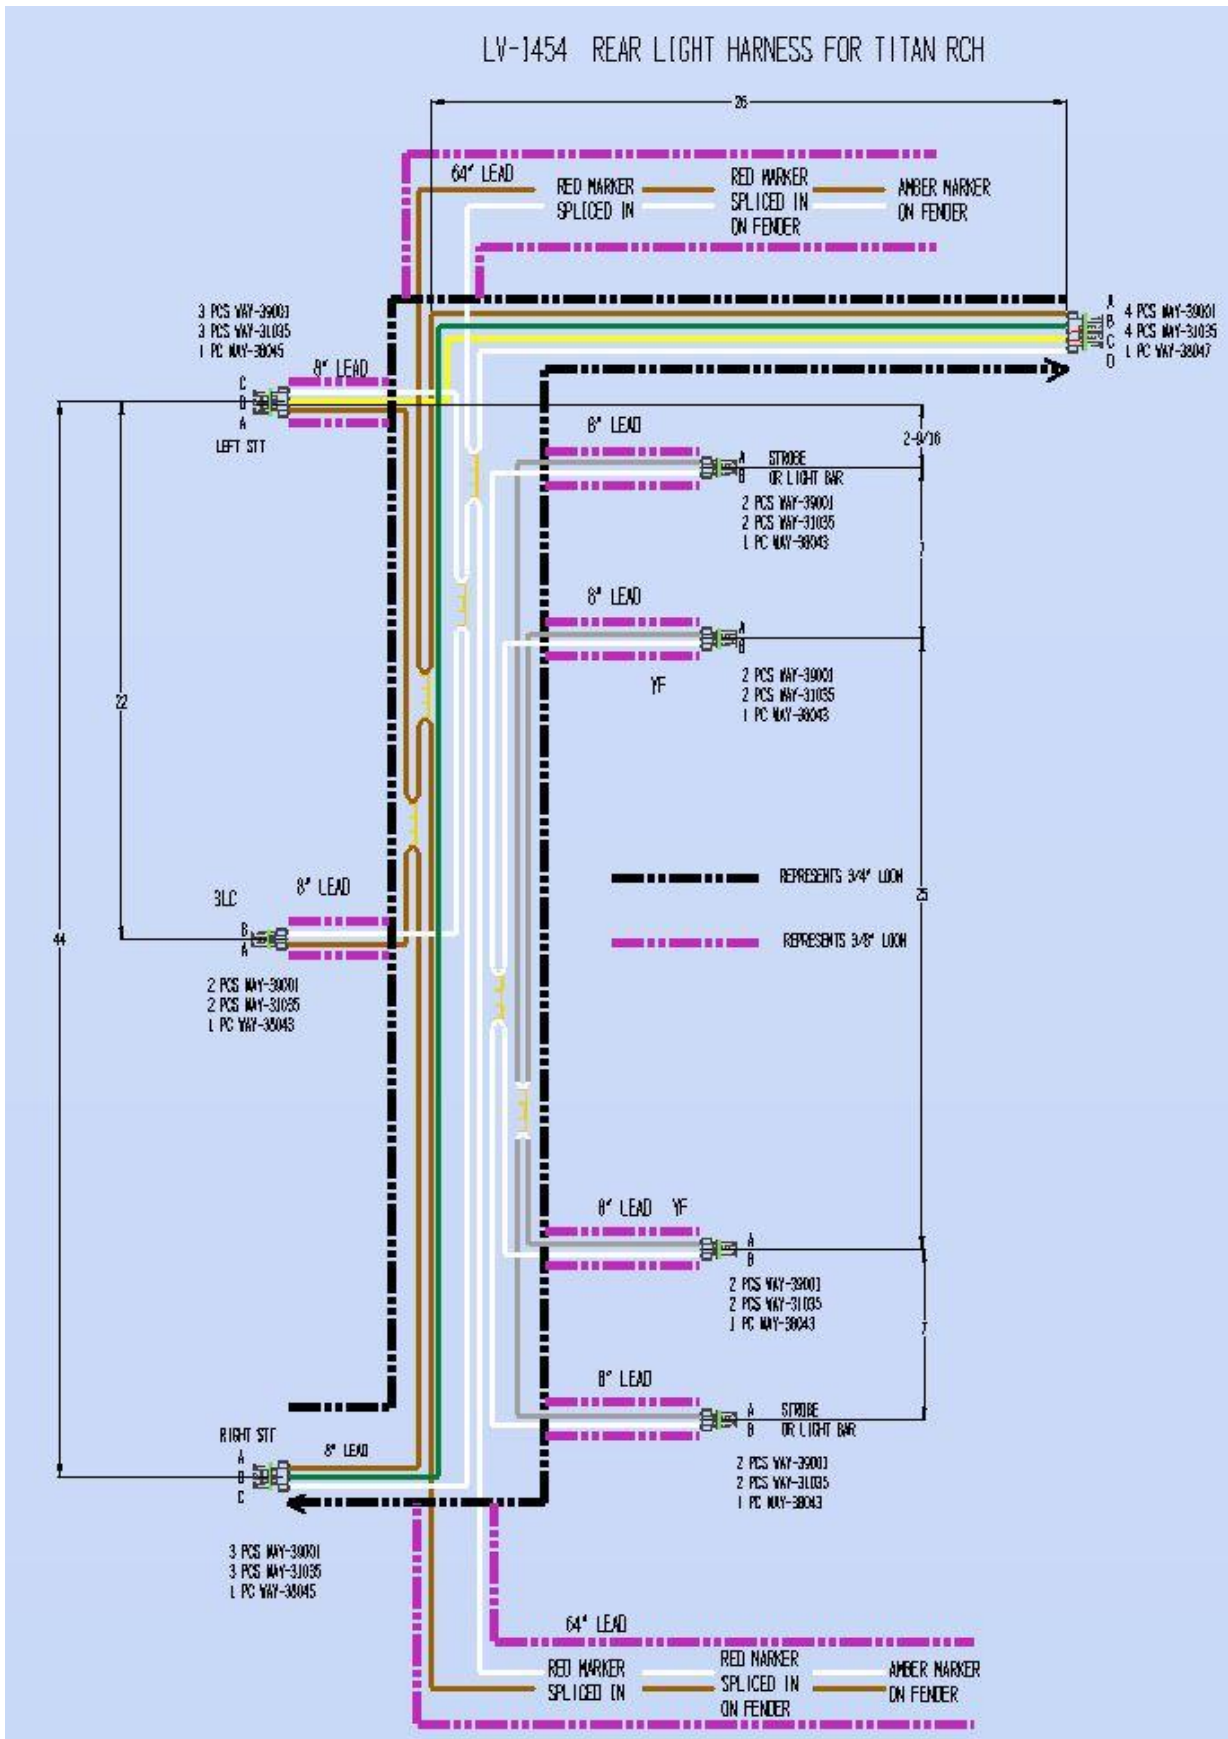 LV-1454 REAR LIGHT HARNESS FOR TITAN RCH
26
64" LEAD
RED MARKER
SPLICED IN
RED MARKER
SPLICED IN
ON FENDER
AMBER MARKER
ON FENDER
3 PCS WAY-39001
3 PCS WAY-31035
1 PC WAY-38045
8" LEAD
C
B
A
LEFT STT
A
B
C
D
4 PCS WAY-39001
4 PCS WAY-31035
1 PC WAY-38047
2-9/16
8" LEAD
A
B
STROBE
OR LIGHT BAR
2 PCS WAY-39001
2 PCS WAY-31035
1 PC WAY-38043
7
8" LEAD
A
B
YF
2 PCS WAY-39001
2 PCS WAY-31035
1 PC WAY-38043
22
REPRESENTS 3/4" LOOM
REPRESENTS 3/8" LOOM
25
44
8" LEAD
B
A
2 PCS WAY-39001
2 PCS WAY-31035
1 PC WAY-38043
8" LEAD YF
A
B
2 PCS WAY-39001
2 PCS WAY-31035
1 PC WAY-38043
7
8" LEAD
A
B
STROBE
OR LIGHT BAR
2 PCS WAY-39001
2 PCS WAY-31035
1 PC WAY-38043
RIGHT STT
8" LEAD
A
B
C
3 PCS WAY-39001
3 PCS WAY-31035
1 PC WAY-38045
64" LEAD
RED MARKER
SPLICED IN
RED MARKER
SPLICED IN
ON FENDER
AMBER MARKER
ON FENDER